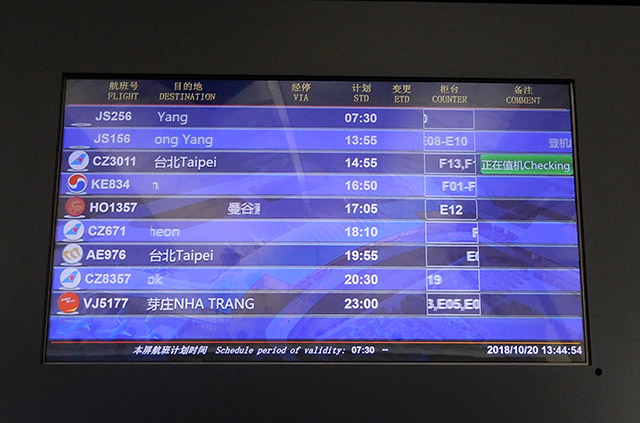 航班号 目的地 经停 计划 变更 柜台 备注
FLIGHT DESTINATION VIA STD ETD COUNTER COMMENT
JS256 Yang 07:30
JS156 ong Yang 13:55 E08-E10 登机
CZ3011 台北Taipei 14:55 F13,F 正在值机Checking
KE834 16:50 F01-F
HO1357 曼谷 17:05 E12
CZ671 heon 18:10 F
AE976 台北Taipei 19:55 E
CZ8357 ok 20:30 19
VJ5177 芽庄NHA TRANG 23:00 3,E05,E0
本屏航班计划时间 Schedule period of validity: 07:30 -- 2018/10/20 13:44:54